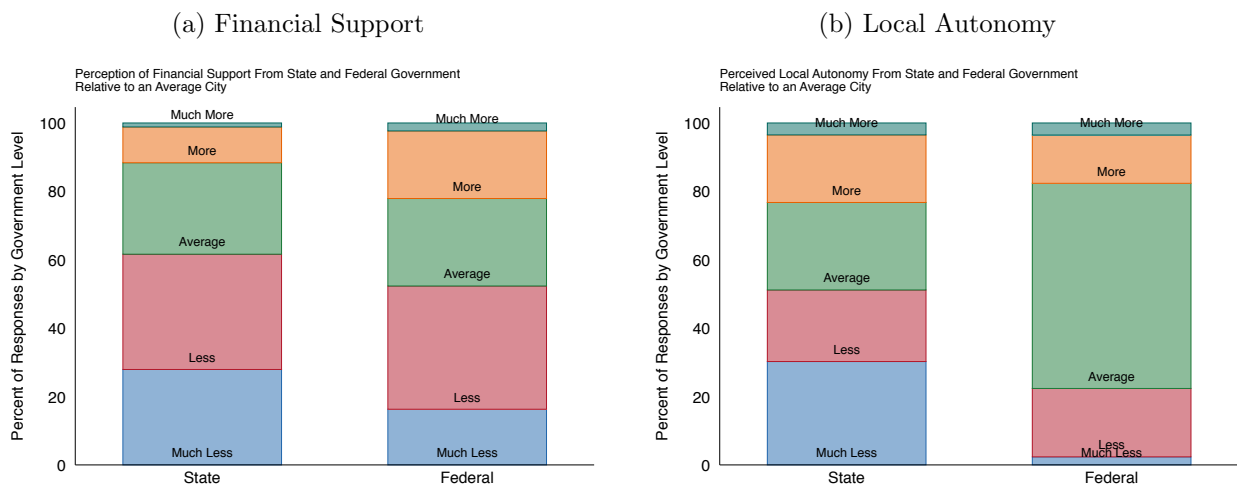 (a) Financial Support
Perception of Financial Support From State and Federal Government
Relative to an Average City
Percent of Responses by Government Level
100
80
60
40
20
0
Much More
More
Average
Less
Much Less
Much More
More
Average
Less
Much Less
State
Federal
(b) Local Autonomy
Perceived Local Autonomy From State and Federal Government
Relative to an Average City
Percent of Responses by Government Level
100
80
60
40
20
0
Much More
More
Average
Less
Much Less
Much More
More
Average
Less
Much Less
State
Federal